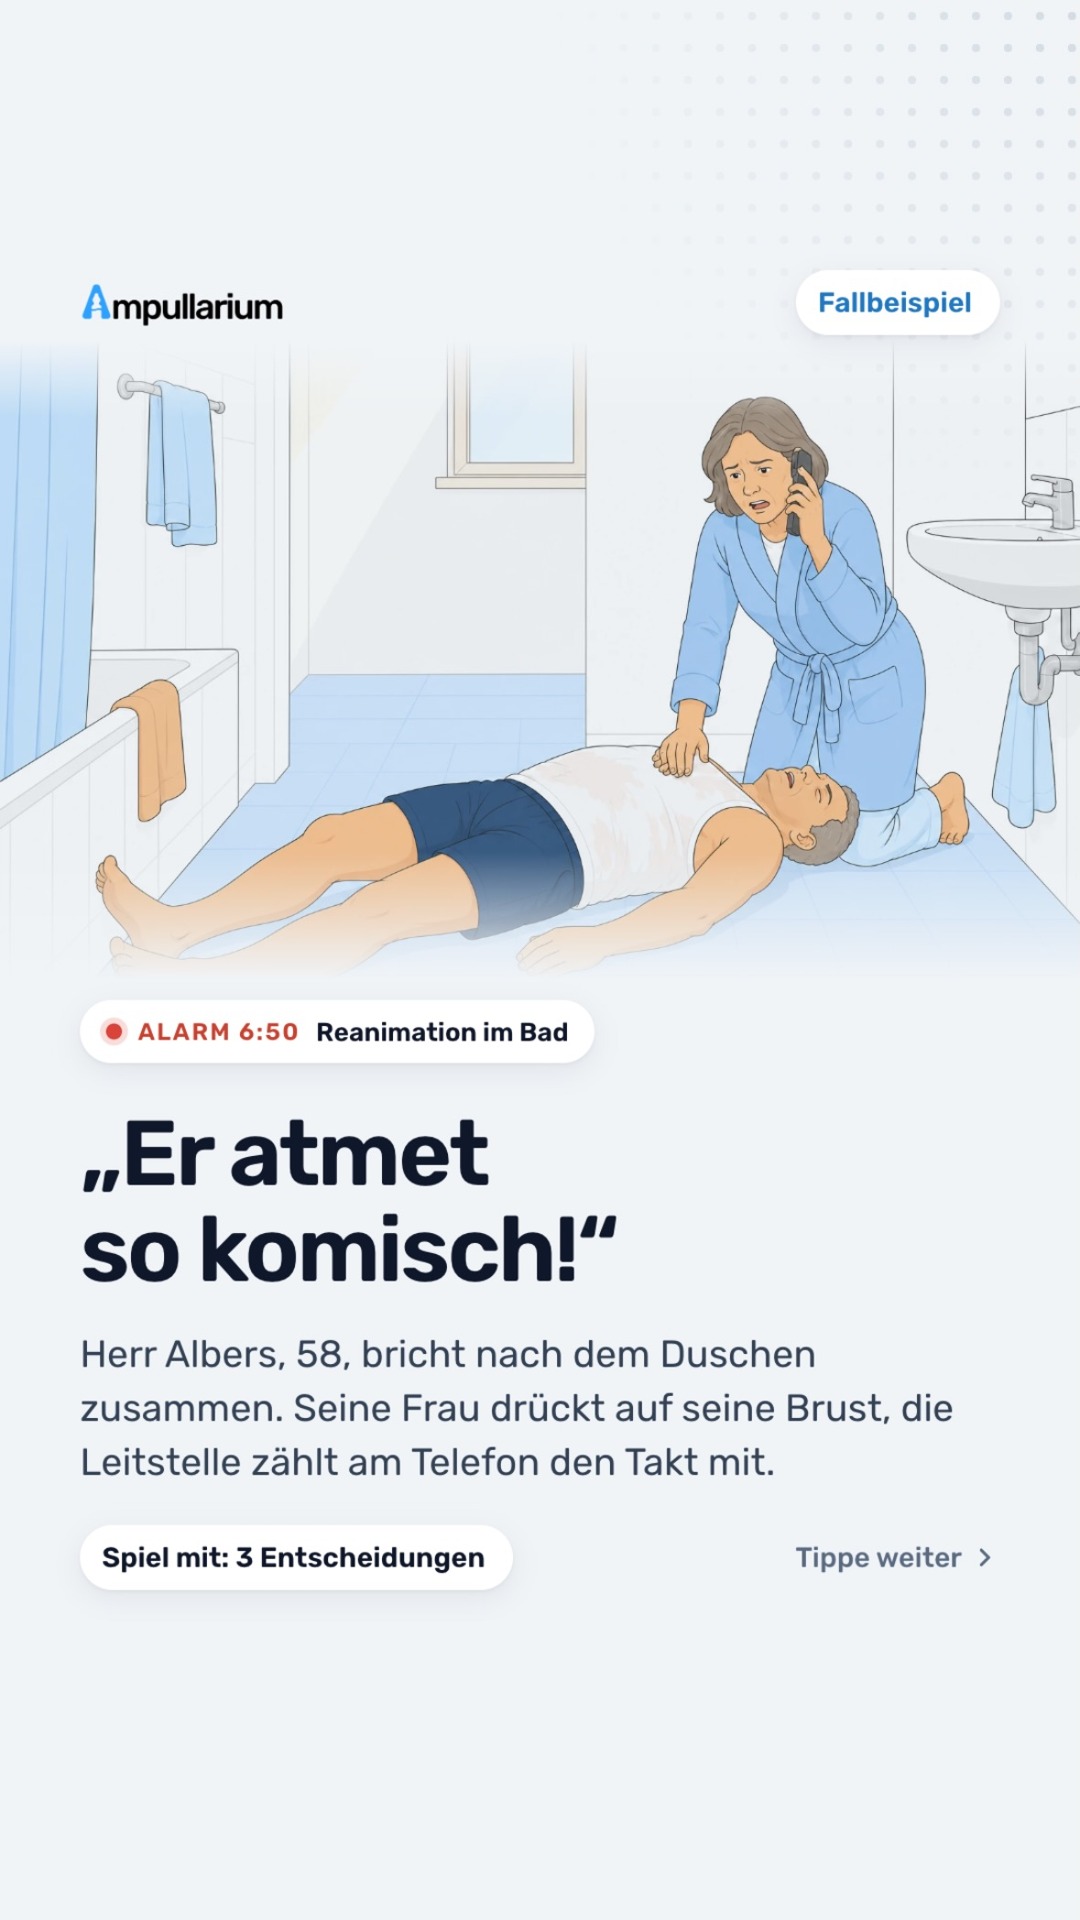 Ampullarium
Fallbeispiel
ALARM 6:50 Reanimation im Bad
„Er atmet
so komisch!“
Herr Albers, 58, bricht nach dem Duschen
zusammen. Seine Frau drückt auf seine Brust, die
Leitstelle zählt am Telefon den Takt mit.
Spiel mit: 3 Entscheidungen
Tippe weiter >